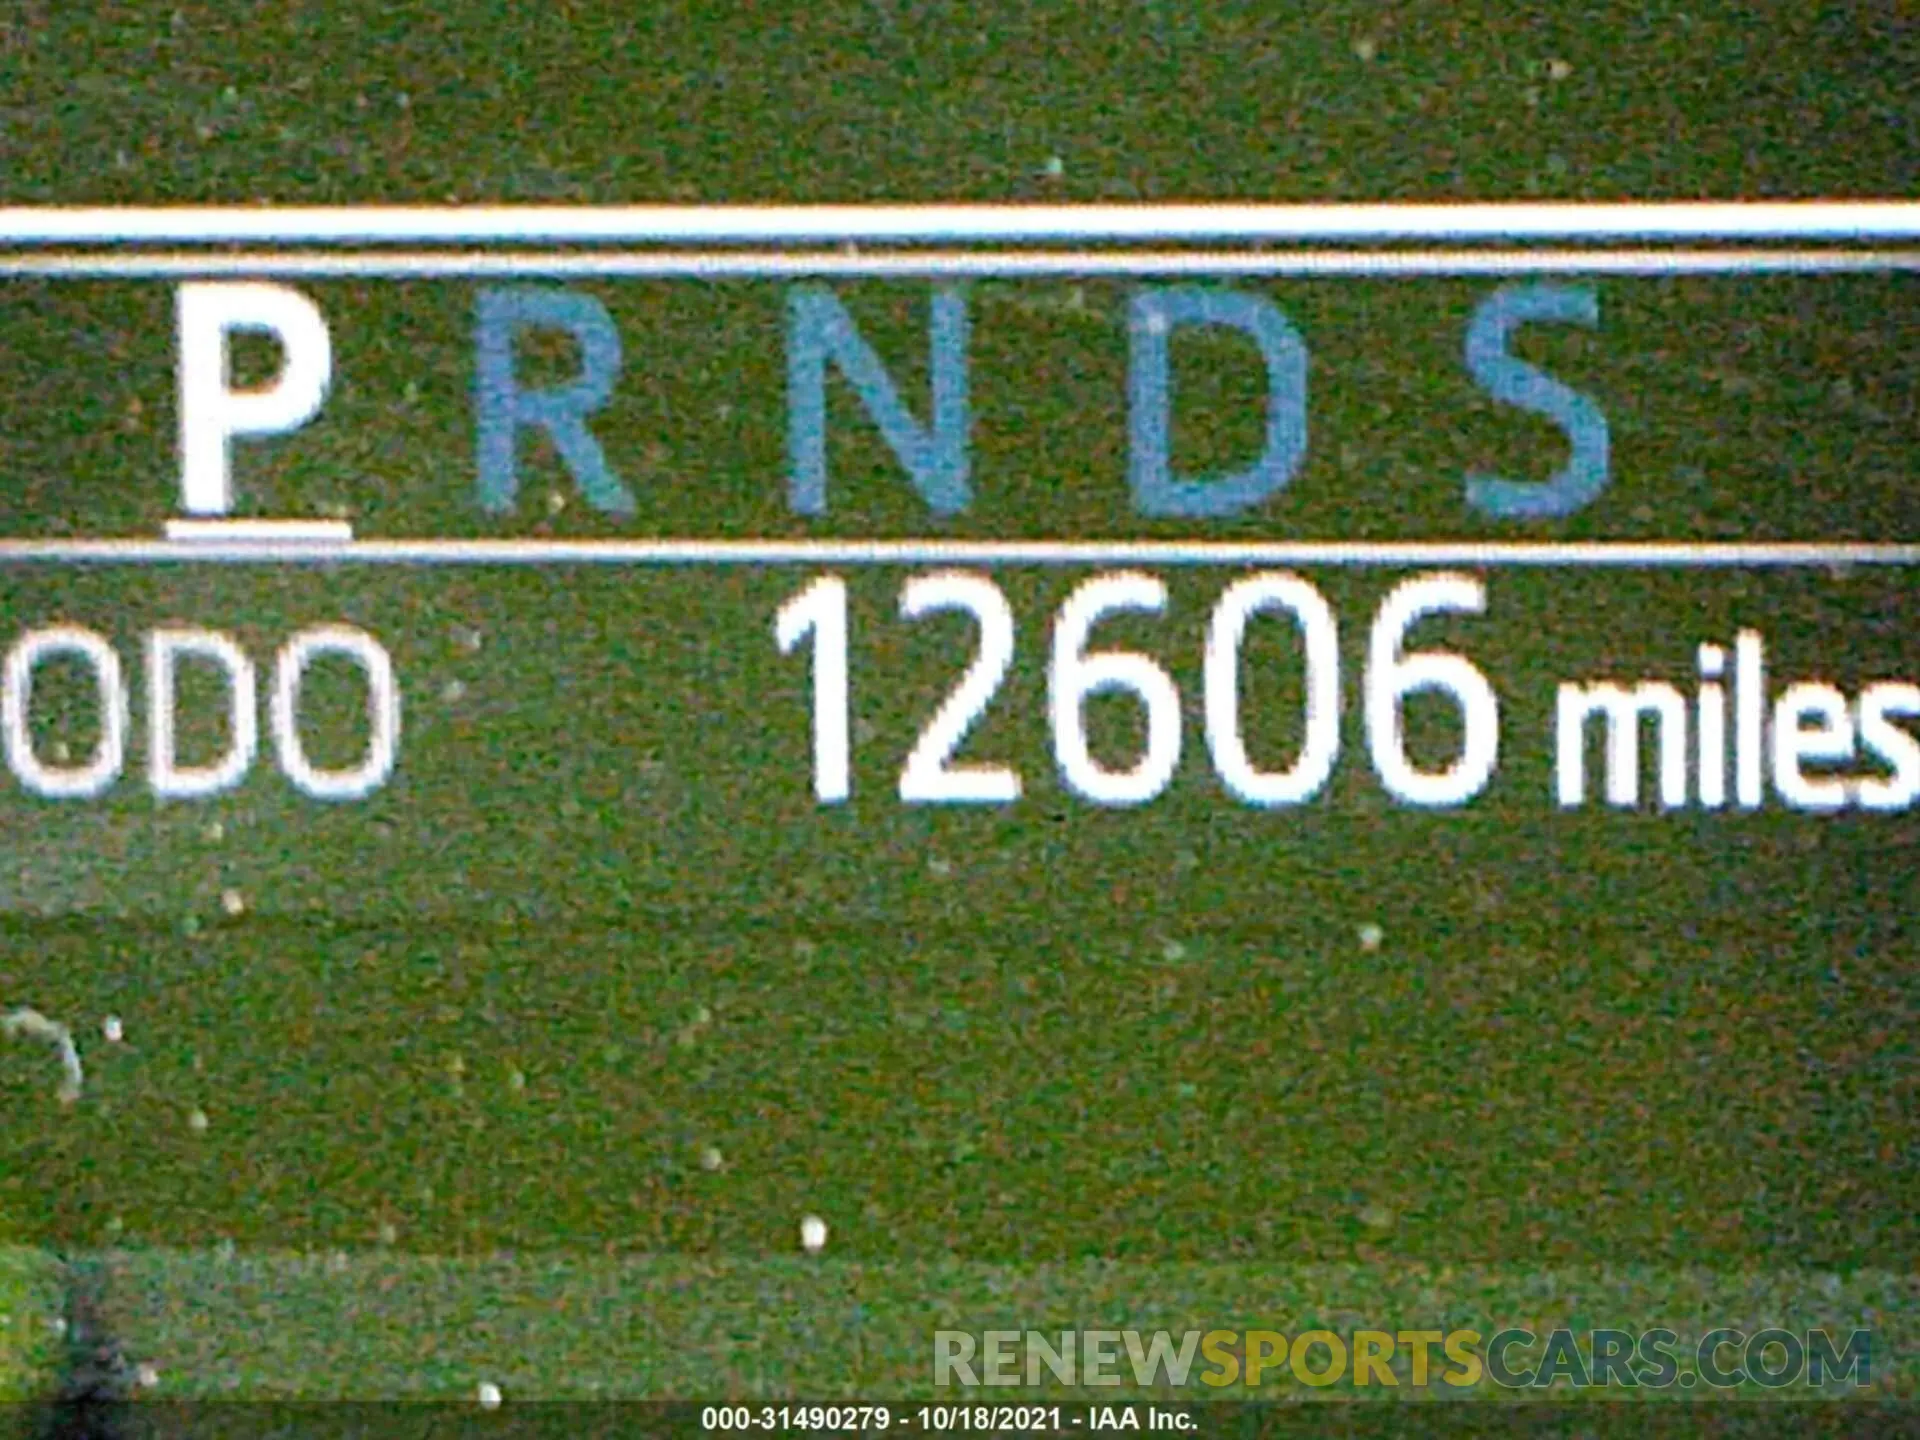 P R N D S
ODO 12606 miles
RENEWSPORTSCARS.COM
000-31490279 - 10/18/2021 - IAA Inc.